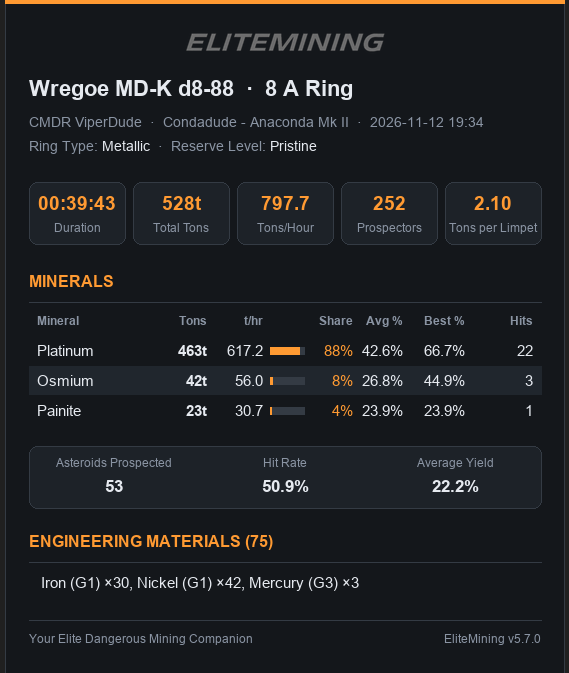 ELITEMINING
Wregoe MD-K d8-88 · 8 A Ring
CMDR ViperDude · Condadude - Anaconda Mk II · 2026-11-12 19:34
Ring Type: Metallic · Reserve Level: Pristine
00:39:43 528t 797.7 252 2.10
Duration Total Tons Tons/Hour Prospectors Tons per Limpet
MINERALS
Mineral Tons t/hr Share Avg % Best % Hits
Platinum 463t 617.2 88% 42.6% 66.7% 22
Osmium 42t 56.0 8% 26.8% 44.9% 3
Painite 23t 30.7 4% 23.9% 23.9% 1
Asteroids Prospected Hit Rate Average Yield
53 50.9% 22.2%
ENGINEERING MATERIALS (75)
Iron (G1) ×30, Nickel (G1) ×42, Mercury (G3) ×3
Your Elite Dangerous Mining Companion EliteMining v5.7.0